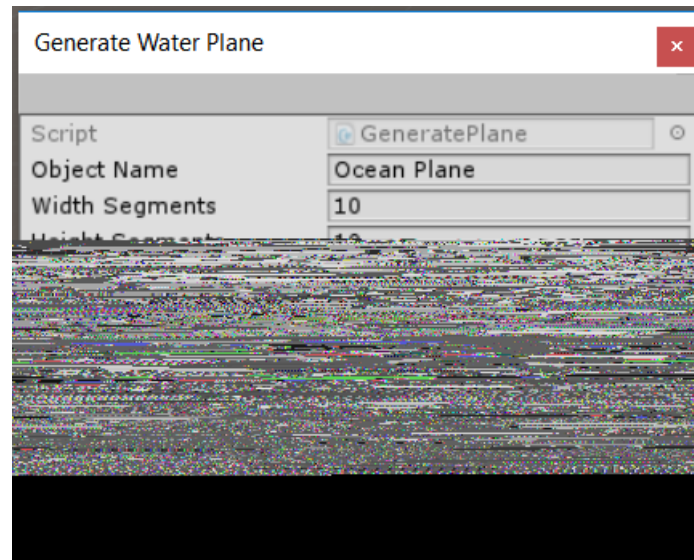 Generate Water Plane
Script GeneratePlane
Object Name Ocean Plane
Width Segments 10